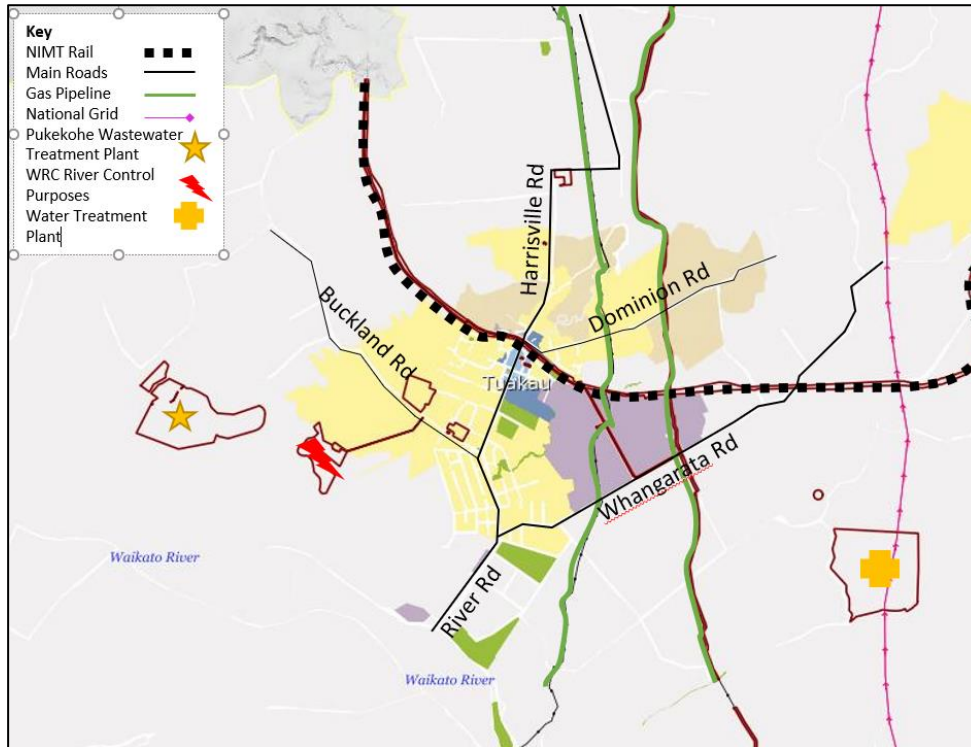 Key
NIMT Rail
Main Roads
Gas Pipeline
National Grid
Pukekohe Wastewater
Treatment Plant
WRC River Control
Purposes
Water Treatment
Plant
Harrisville Rd
Dominion Rd
Buckland Rd
Tuakau
Whangarata Rd
Waikato River
River Rd
Waikato River